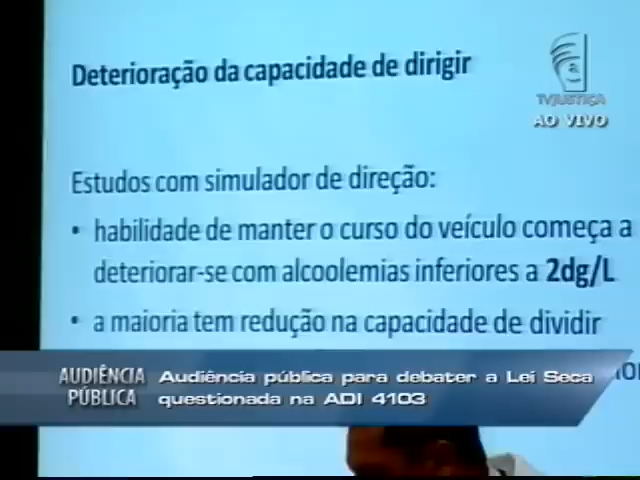 Deterioração da capacidade de dirigir
TVJUSTIÇA
AO VIVO
Estudos com simulador de direção:
• habilidade de manter o curso do veículo começa a
deteriorar-se com alcoolemias inferiores a 2dg/L
• a maioria tem redução na capacidade de dividir
AUDIÊNCIA
PÚBLICA
Audiência pública para debater a Lei Seca
questionada na ADI 4103